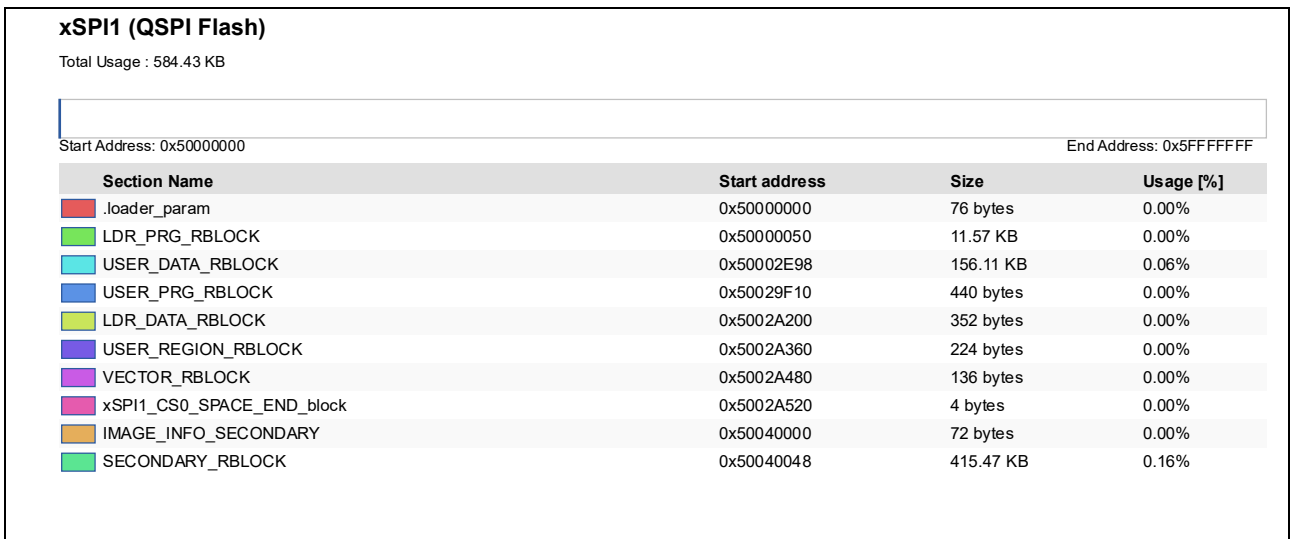 xSPI1 (QSPI Flash)
Total Usage : 584.43 KB
Start Address: 0x50000000 End Address: 0x5FFFFFFF
Section Name Start address Size Usage [%]
.loader_param 0x50000000 76 bytes 0.00%
LDR_PRG_RBLOCK 0x50000050 11.57 KB 0.00%
USER_DATA_RBLOCK 0x50002E98 156.11 KB 0.06%
USER_PRG_RBLOCK 0x50029F10 440 bytes 0.00%
LDR_DATA_RBLOCK 0x5002A200 352 bytes 0.00%
USER_REGION_RBLOCK 0x5002A360 224 bytes 0.00%
VECTOR_RBLOCK 0x5002A480 136 bytes 0.00%
xSPI1_CS0_SPACE_END_block 0x5002A520 4 bytes 0.00%
IMAGE_INFO_SECONDARY 0x50040000 72 bytes 0.00%
SECONDARY_RBLOCK 0x50040048 415.47 KB 0.16%